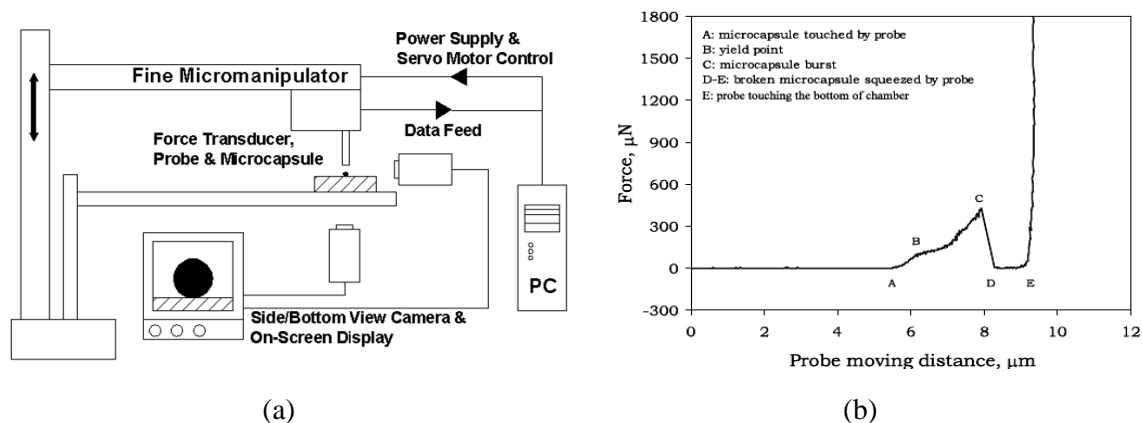 Power Supply &
Servo Motor Control
Fine Micromanipulator
Data Feed
Force Transducer,
Probe & Microcapsule
PC
Side/Bottom View Camera &
On-Screen Display
(a)
1800
1500
1200
900
600
300
0
-300
Force, μN
A: microcapsule touched by probe
B: yield point
C: microcapsule burst
D-E: broken microcapsule squeezed by probe
E: probe touching the bottom of chamber
C
B
A
D
E
0 2 4 6 8 10 12
Probe moving distance, μm
(b)